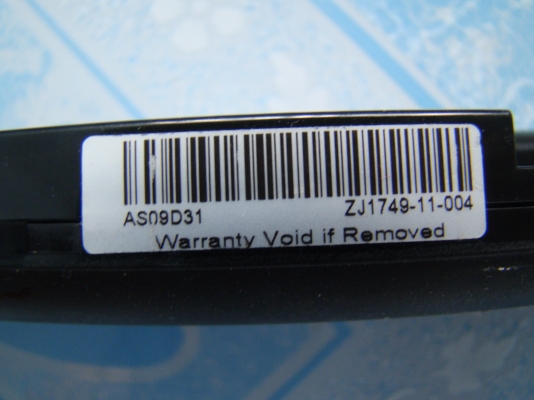 AS09D31 ZJ1749-11-004
Warranty Void if Removed